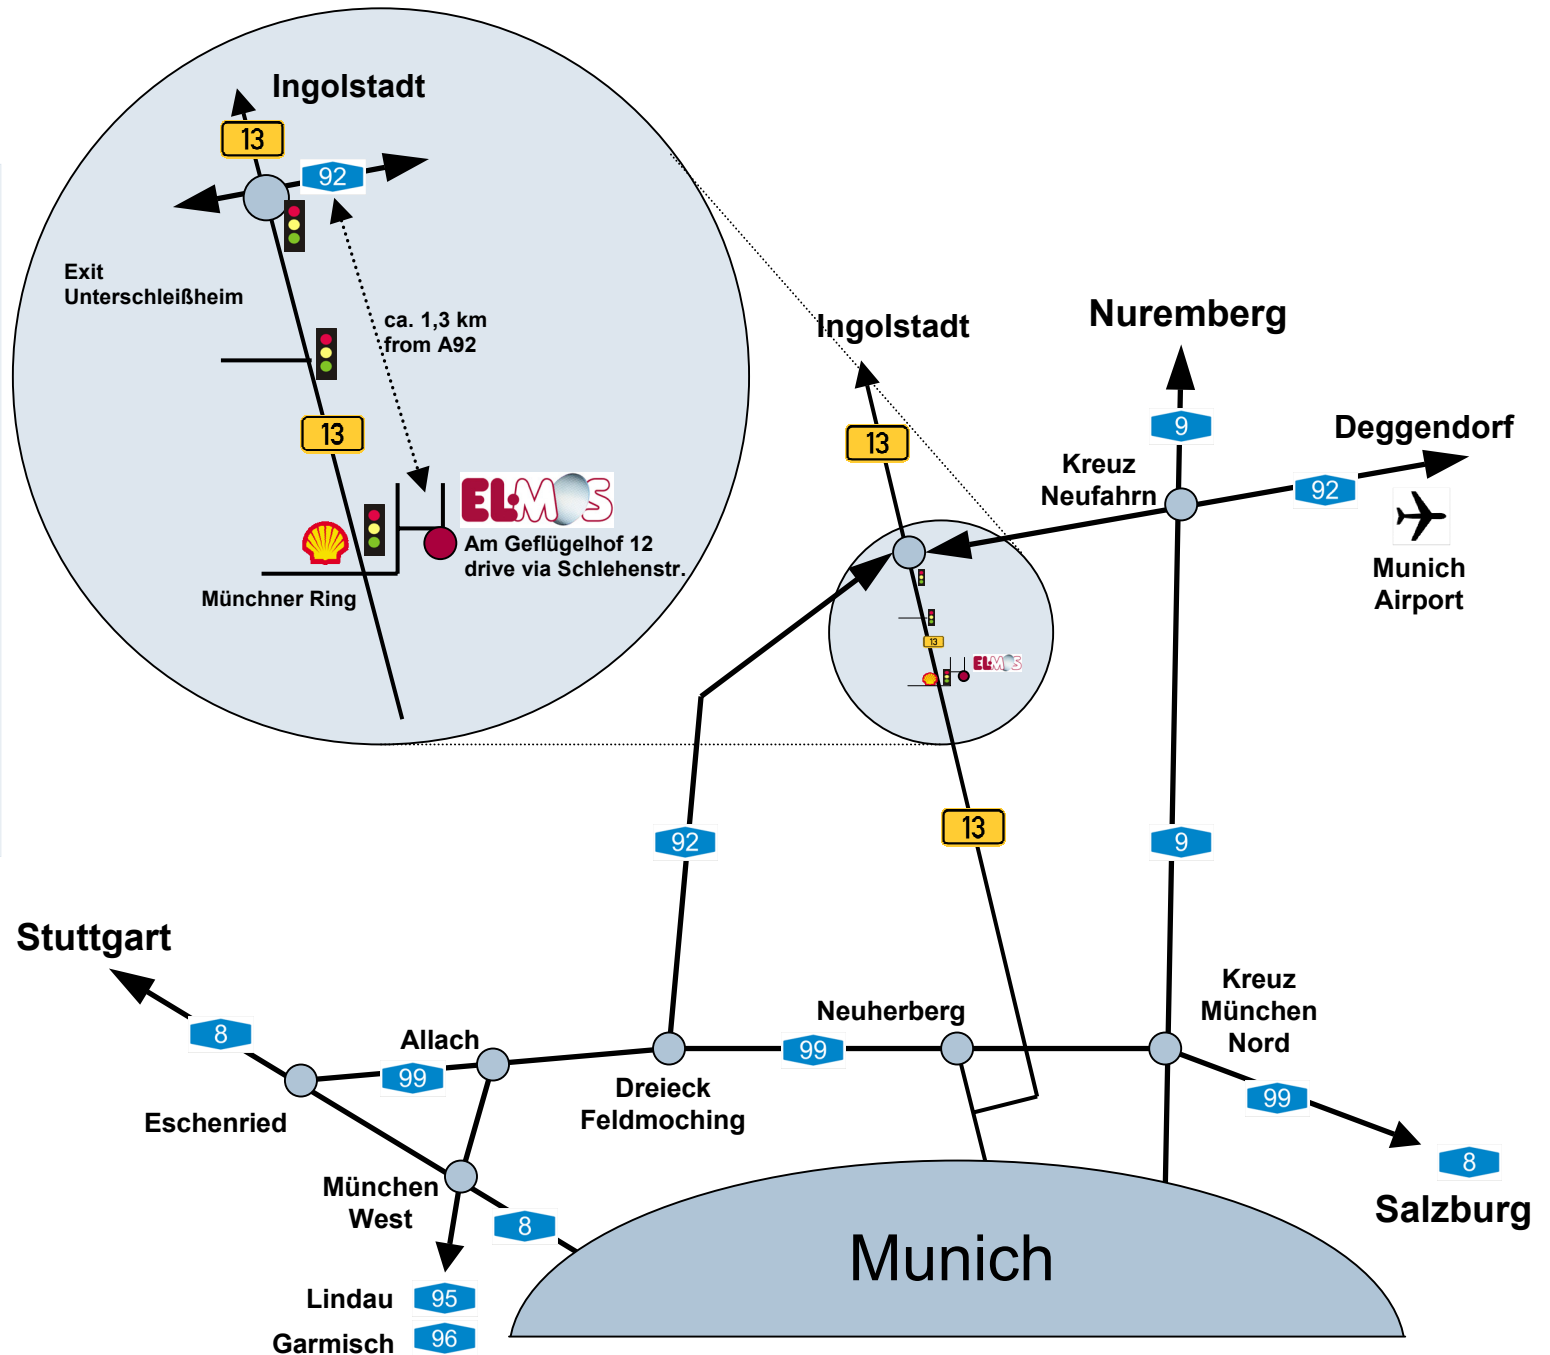 Ingolstadt
13
92
Exit
Unterschleißheim
ca. 1,3 km
from A92
13
ELMOS
Am Geflügelhof 12
drive via Schlehenstr.
Münchner Ring
Ingolstadt
13
Nuremberg
9
Deggendorf
Kreuz
Neufahrn
92
Munich
Airport
13
ELMOS
92
13
9
Stuttgart
8
Allach
99
Eschenried
Dreieck
Feldmoching
99
Neuherberg
Kreuz
München
Nord
99
8
Salzburg
München
West
8
Munich
Lindau
95
Garmisch
96